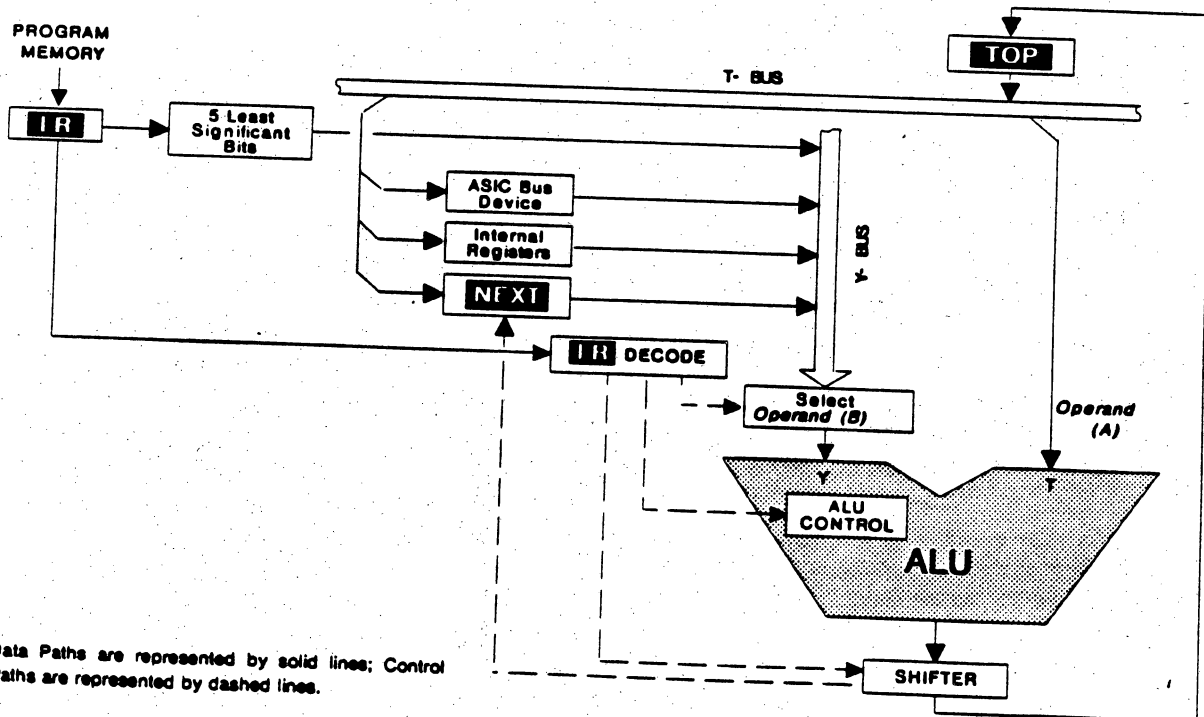 PROGRAM
MEMORY
TOP
T- BUS
IR
5 Least
Significant
Bits
ASIC Bus
Device
Internal
Registers
Y- BUS
NEXT
IR DECODE
Select
Operand (B)
Operand
(A)
Y
T
ALU
CONTROL
ALU
SHIFTER
Data Paths are represented by solid lines; Control
Paths are represented by dashed lines.